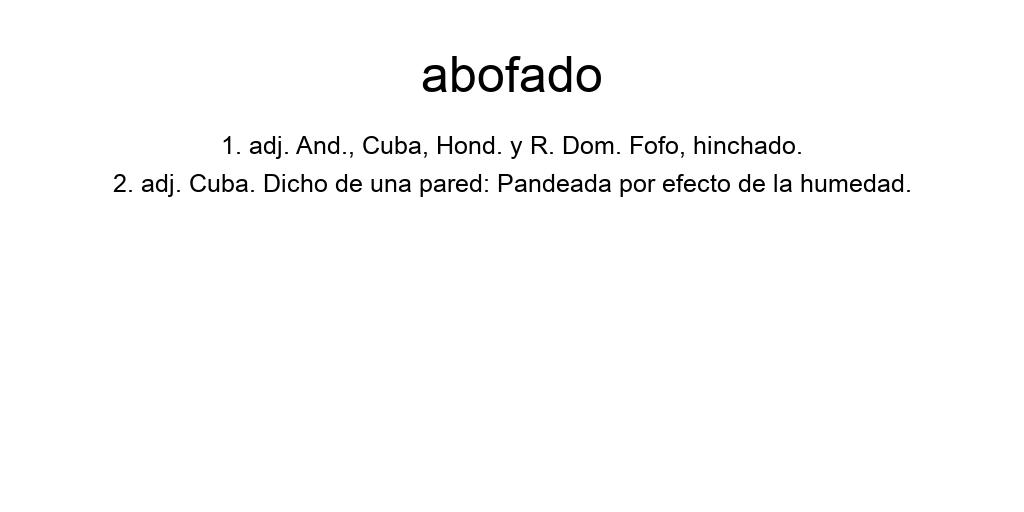 abofado
1. adj. And., Cuba, Hond. y R. Dom. Fofo, hinchado.
2. adj. Cuba. Dicho de una pared: Pandeada por efecto de la humedad.